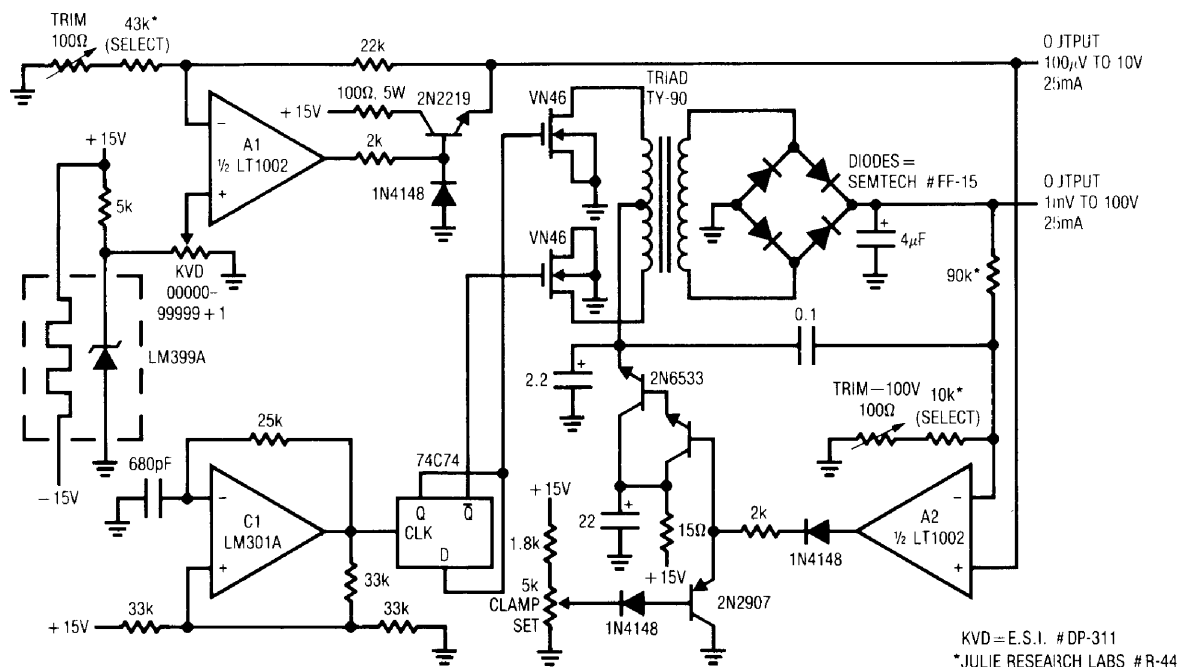 TRIM
100Ω
43k*
(SELECT)
22k
OUTPUT
100μV TO 10V
25mA
+15V
100Ω, 5W
2N2219
VN46
TRIAD
TY-90
+15V
−
A1
½ LT1002
+
2k
1N4148
5k
KVD
00000-
99999+1
VN46
DIODES=
SEMTECH #FF-15
OUTPUT
1mV TO 100V
25mA
+
4μF
90k*
LM399A
−15V
0.1
+
2.2
2N6533
TRIM−100V
100Ω
10k*
(SELECT)
25k
680pF
−
C1
LM301A
+
74C74
Q
Q̅
CLK
D
+15V
1.8k
5k
CLAMP
SET
+
22
15Ω
+15V
2k
1N4148
−
A2
½ LT1002
+
33k
33k
33k
+15V
1N4148
2N2907
KVD=E.S.I. #DP-311
*JULIE RESEARCH LABS #R-44